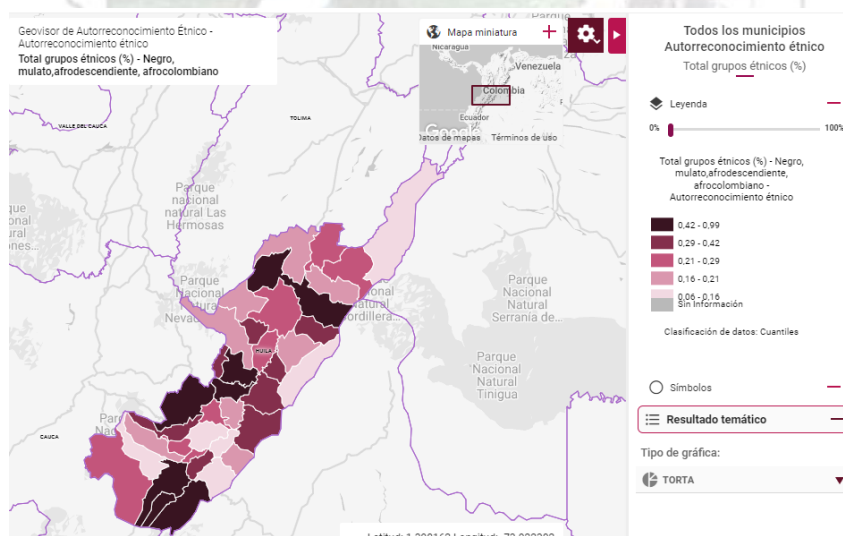 Geovisor de Autorreconocimiento Étnico -
Autorreconocimiento étnico
Total grupos étnicos (%) - Negro,
mulato,afrodescendiente, afrocolombiano
Mapa miniatura
Nicaragua
Venezuela
Colombia
Ecuador
Google
Datos de mapas
Términos de uso
VALLE DEL CAUCA
TOLIMA
Parque
nacional
natural Las
Hermosas
Parque
Nacional
Parque
Nacional
Natural
Serranía de...
Parque
Nacional
Natural
Tinigua
HUILA
CAUCA
Todos los municipios
Autorreconocimiento étnico
Total grupos étnicos (%)
Leyenda
0%
100%
Total grupos étnicos (%) - Negro,
mulato,afrodescendiente,
afrocolombiano -
Autorreconocimiento étnico
0,42 - 0,99
0,29 - 0,42
0,21 - 0,29
0,16 - 0,21
0,06 - 0,16
Sin Información
Clasificación de datos: Cuantiles
Símbolos
Resultado temático
Tipo de gráfica:
TORTA